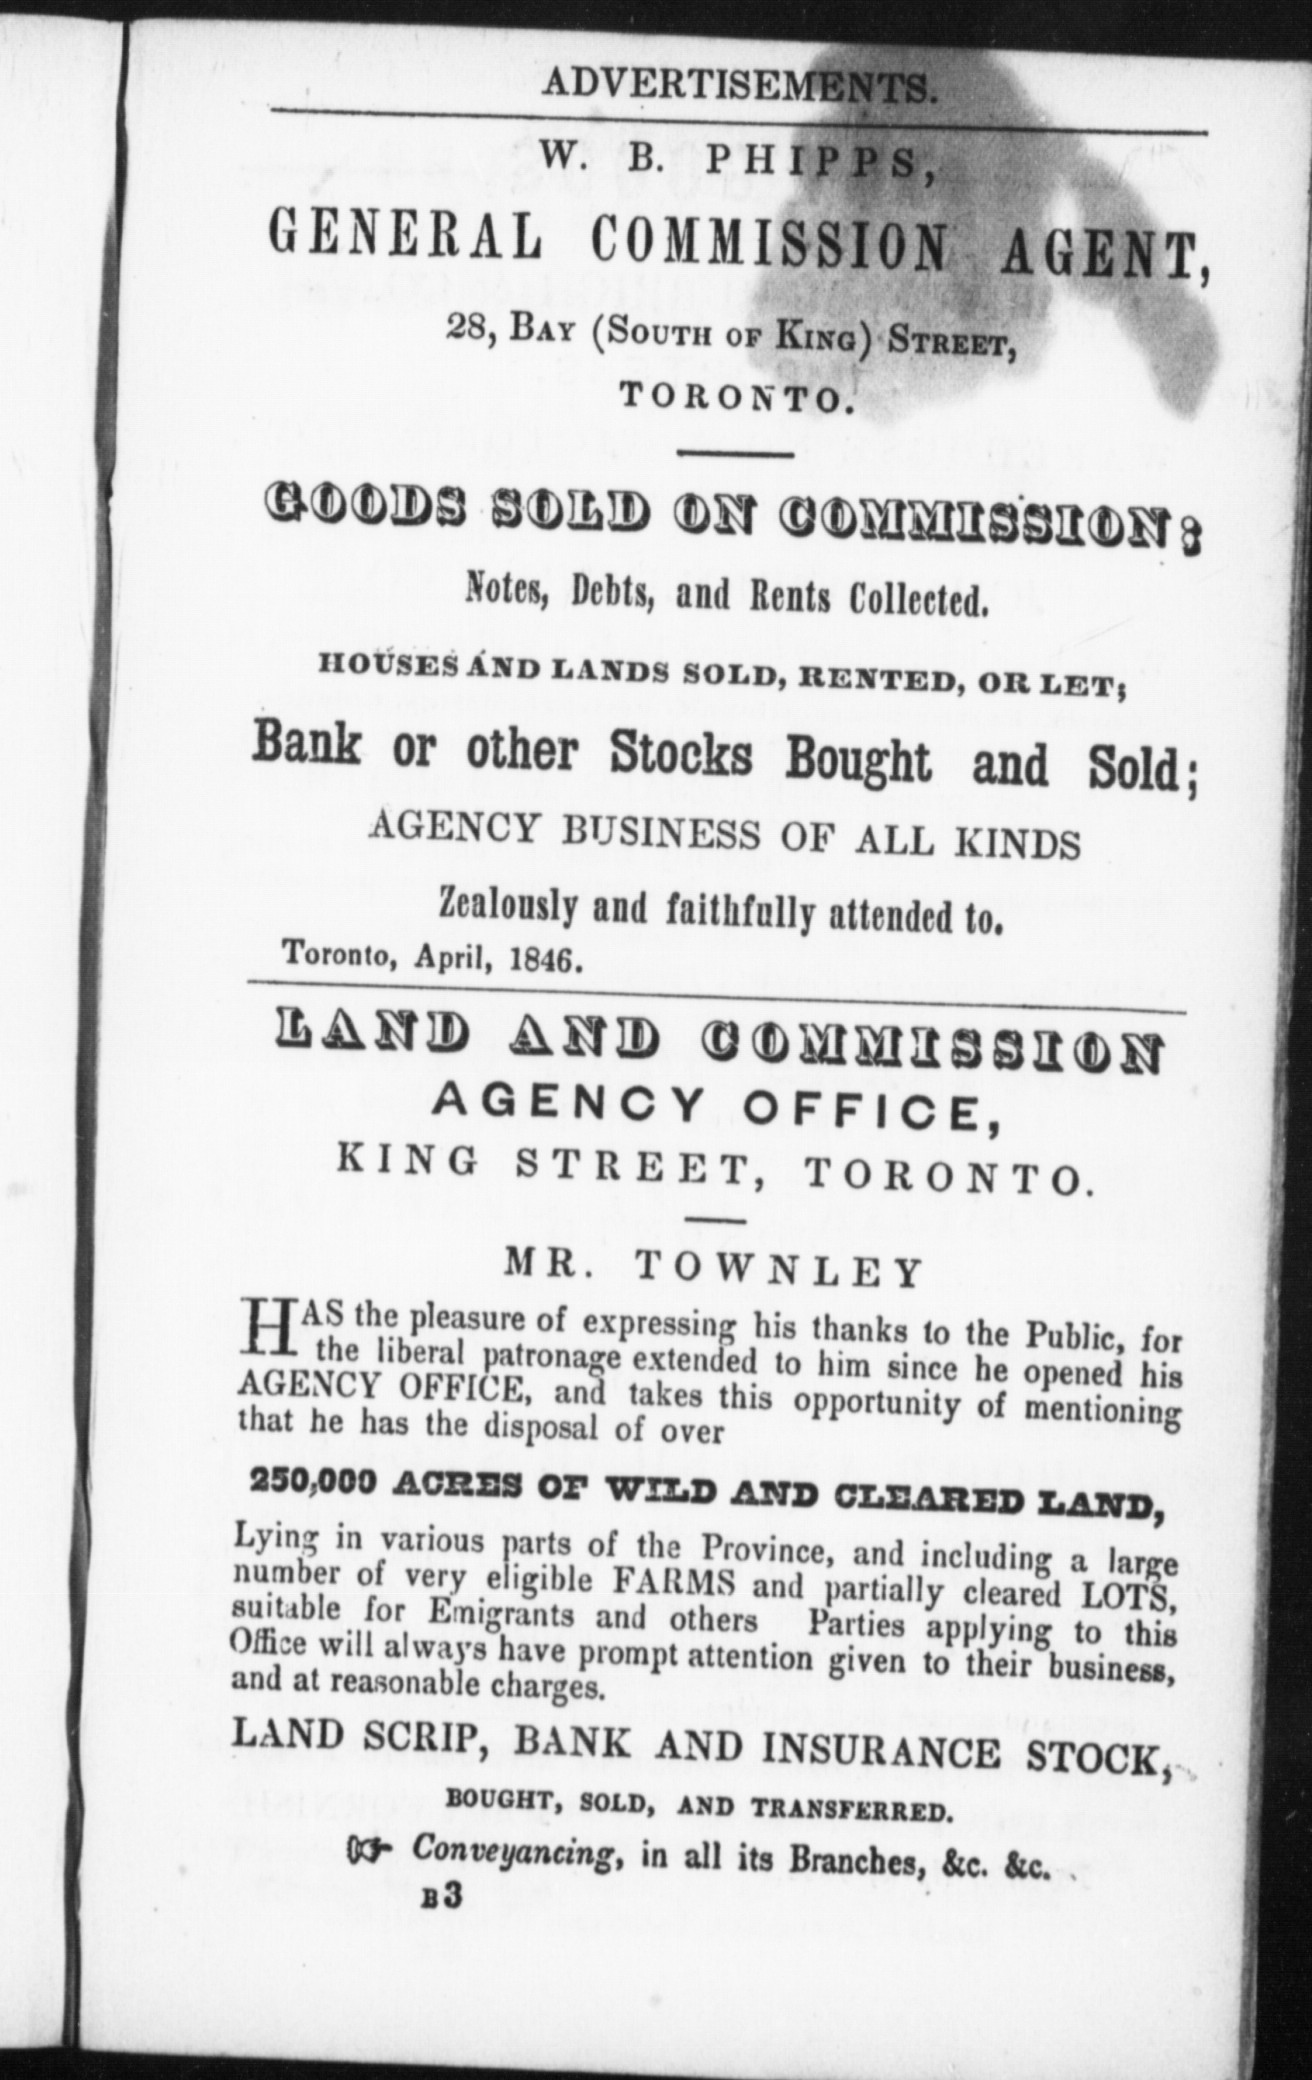 ADVERTISEMENTS.
W. B. PHIPPS,
GENERAL COMMISSION AGENT,
28, BAY (SOUTH OF KING) STREET,
TORONTO.
GOODS SOLD ON COMMISSION;
Notes, Debts, and Rents Collected.
HOUSES AND LANDS SOLD, RENTED, OR LET;
Bank or other Stocks Bought and Sold;
AGENCY BUSINESS OF ALL KINDS
Zealously and faithfully attended to.
Toronto, April, 1846.
LAND AND COMMISSION
AGENCY OFFICE,
KING STREET, TORONTO.
MR. TOWNLEY
HAS the pleasure of expressing his thanks to the Public, for
the liberal patronage extended to him since he opened his
AGENCY OFFICE, and takes this opportunity of mentioning
that he has the disposal of over
250,000 ACRES OF WILD AND CLEARED LAND,
Lying in various parts of the Province, and including a large
number of very eligible FARMS and partially cleared LOTS,
suitable for Emigrants and others Parties applying to this
Office will always have prompt attention given to their business,
and at reasonable charges.
LAND SCRIP, BANK AND INSURANCE STOCK,
BOUGHT, SOLD, AND TRANSFERRED.
☞ Conveyancing, in all its Branches, &c. &c.
B3